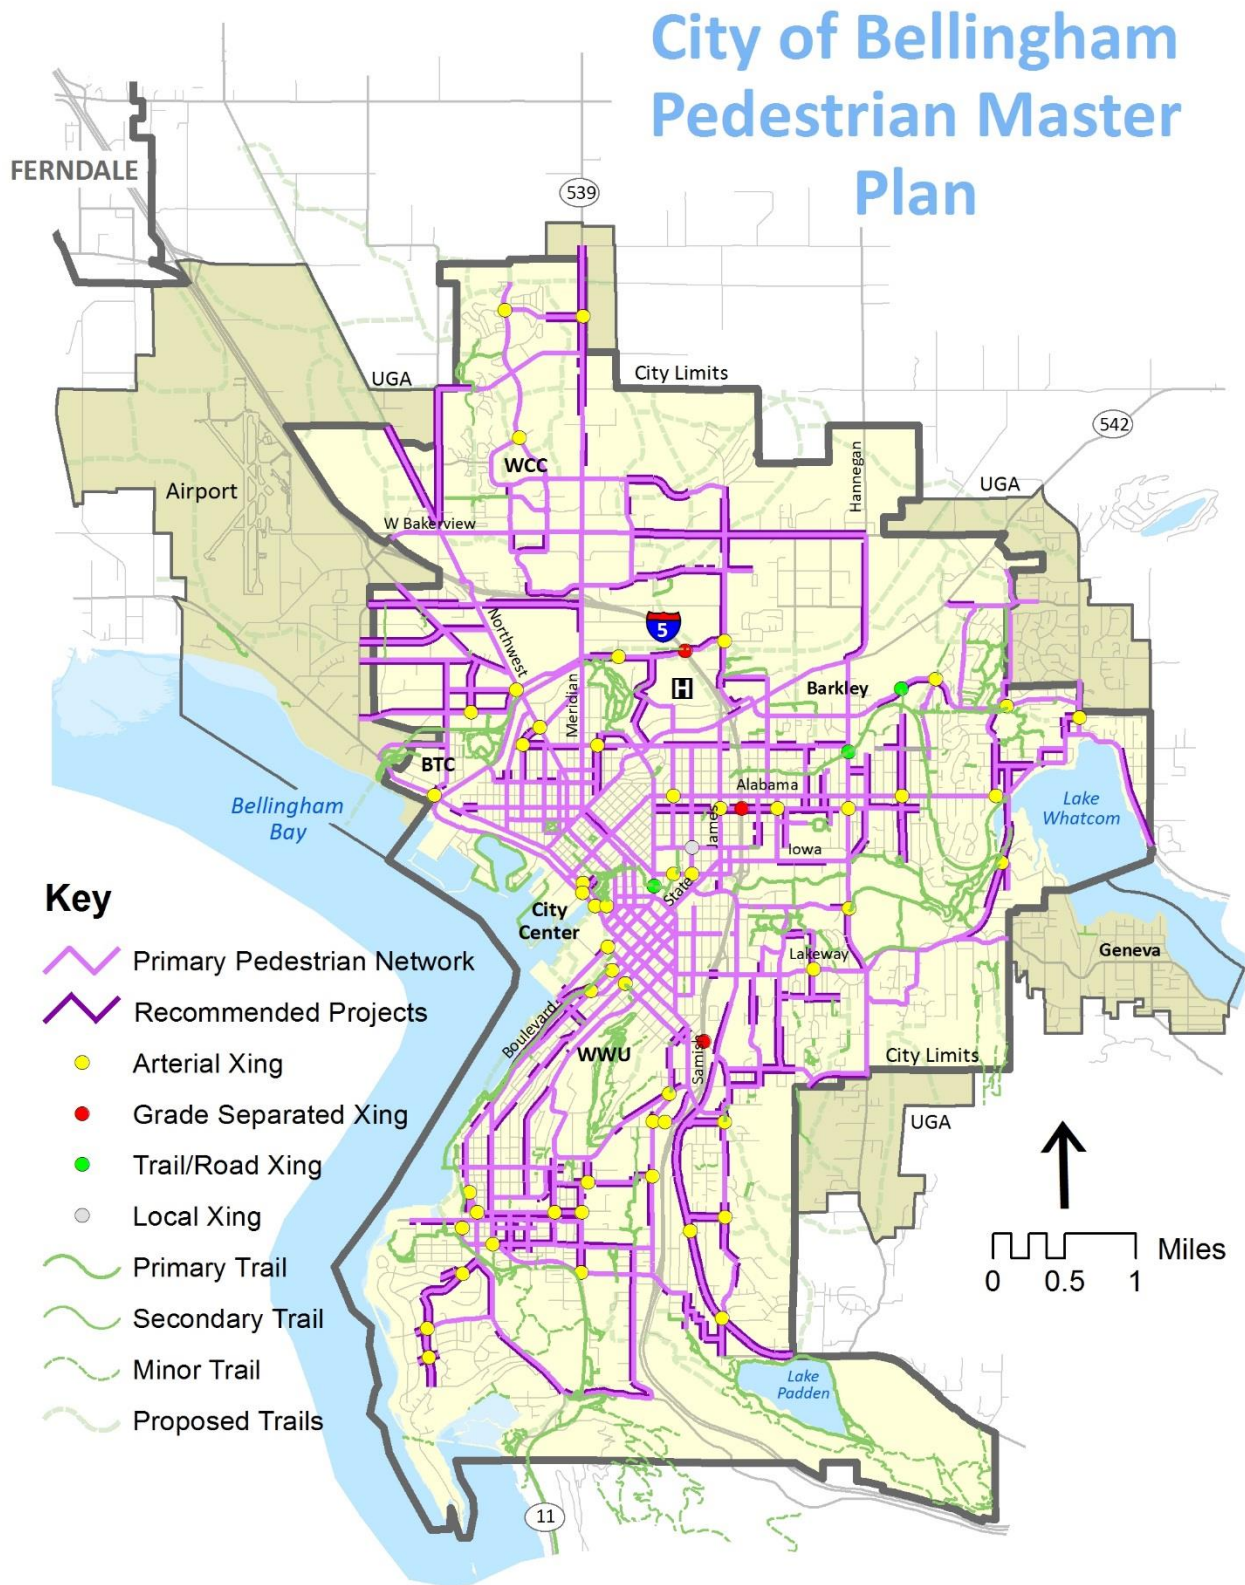 City of Bellingham
Pedestrian Master
Plan
FERNDALE
539
UGA
City Limits
542
WCC
Hannegan
UGA
Airport
W Bakerview
Northwest
5
Meridian
H
Barkley
BTC
Alabama
Bellingham
Bay
James
Lake
Whatcom
Iowa
State
Key
City
Center
Primary Pedestrian Network
Lakeway
Geneva
Recommended Projects
Boulevard
WWU
Samish
City Limits
Arterial Xing
Grade Separated Xing
UGA
Trail/Road Xing
Local Xing
Miles
0 0.5 1
Primary Trail
Secondary Trail
Minor Trail
Lake
Padden
Proposed Trails
11